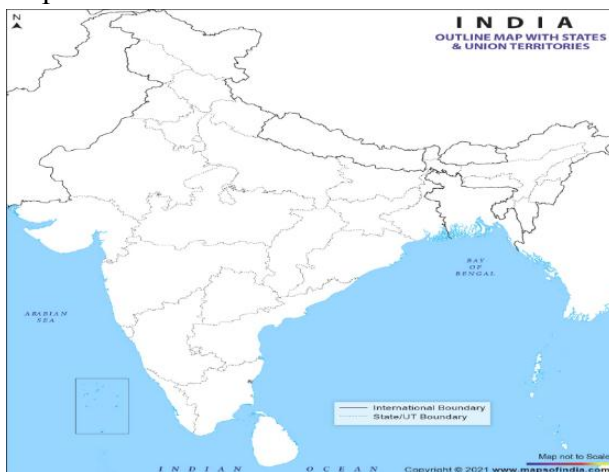 N
INDIA
OUTLINE MAP WITH STATES
& UNION TERRITORIES
BAY
OF
BENGAL
ARABIAN
SEA
International Boundary
State/UT Boundary
Map not to Scale
INDIAN OCEAN
Copyright © 2021 www.mapsofindia.com